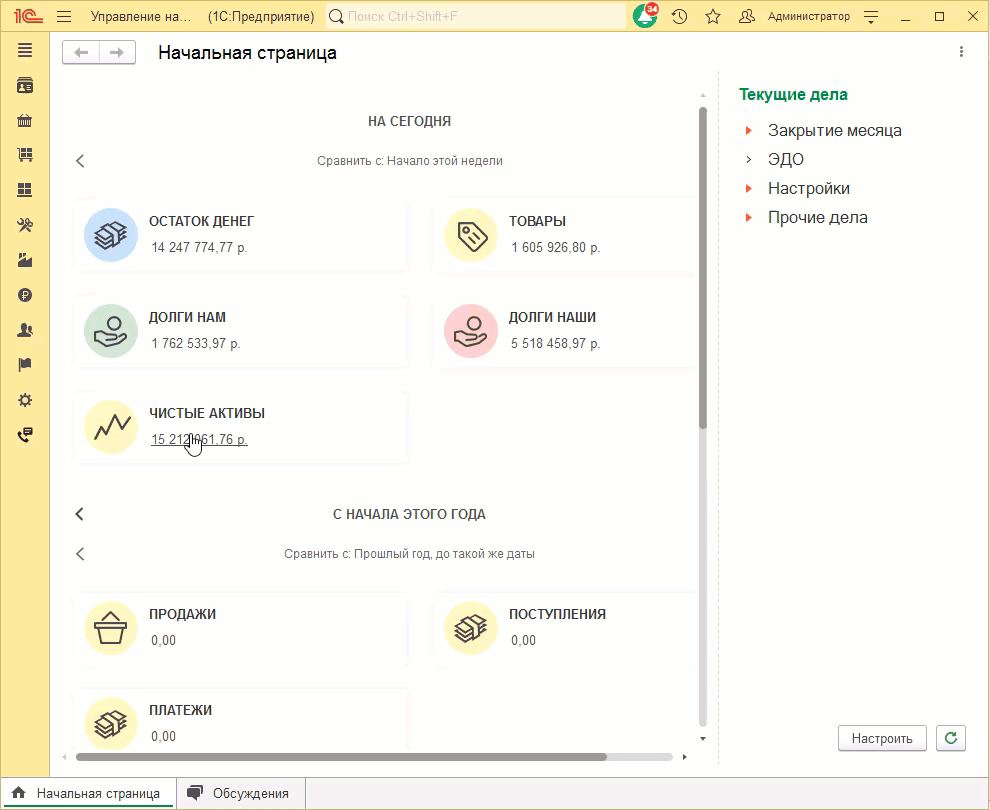 1С Управление на... (1С:Предприятие) Поиск Ctrl+Shift+F 34 Администратор
Начальная страница
НА СЕГОДНЯ
Сравнить с: Начало этой недели
ОСТАТОК ДЕНЕГ
14 247 774,77 р.
ТОВАРЫ
1 605 926,80 р.
ДОЛГИ НАМ
1 762 533,97 р.
ДОЛГИ НАШИ
5 518 458,97 р.
ЧИСТЫЕ АКТИВЫ
15 212 061,76 р.
С НАЧАЛА ЭТОГО ГОДА
Сравнить с: Прошлый год, до такой же даты
ПРОДАЖИ
0,00
ПОСТУПЛЕНИЯ
0,00
ПЛАТЕЖИ
0,00
Текущие дела
Закрытие месяца
ЭДО
Настройки
Прочие дела
Настроить
Начальная страница Обсуждения